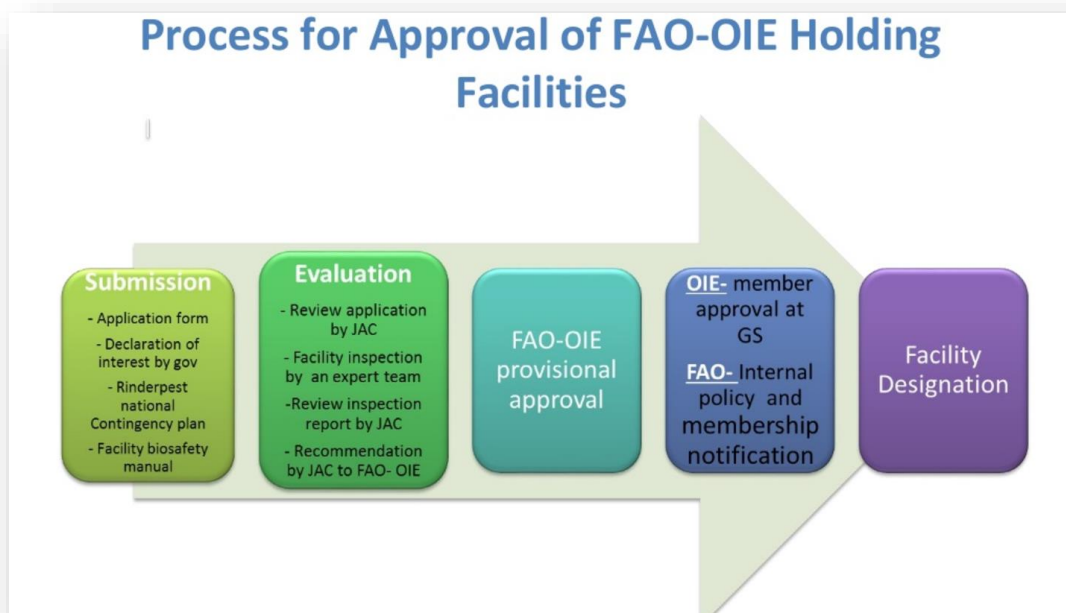 Process for Approval of FAO-OIE Holding
Facilities
Submission
- Application form
- Declaration of
interest by gov
- Rinderpest
national
Contingency plan
- Facility biosafety
manual
Evaluation
- Review application
by JAC
- Facility inspection
by an expert team
-Review inspection
report by JAC
- Recommendation
by JAC to FAO- OIE
FAO-OIE
provisional
approval
OIE- member
approval at
GS
FAO- Internal
policy and
membership
notification
Facility
Designation